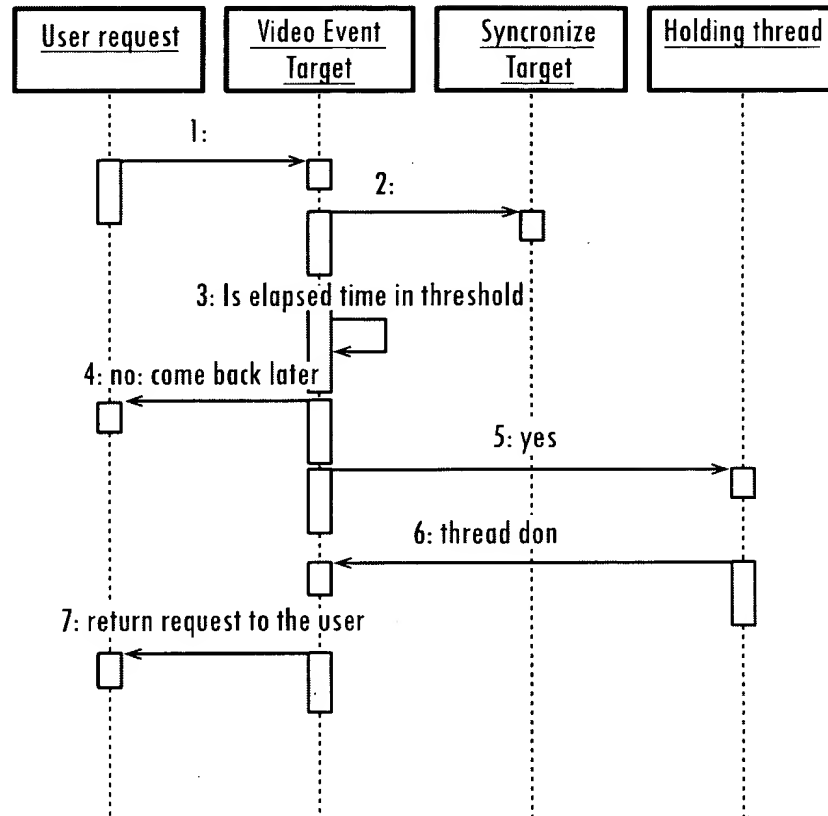 User request
Video Event
Target
Syncronize
Target
Holding thread
1:
2:
3: Is elapsed time in threshold
4: no: come back later
5: yes
6: thread don
7: return request to the user